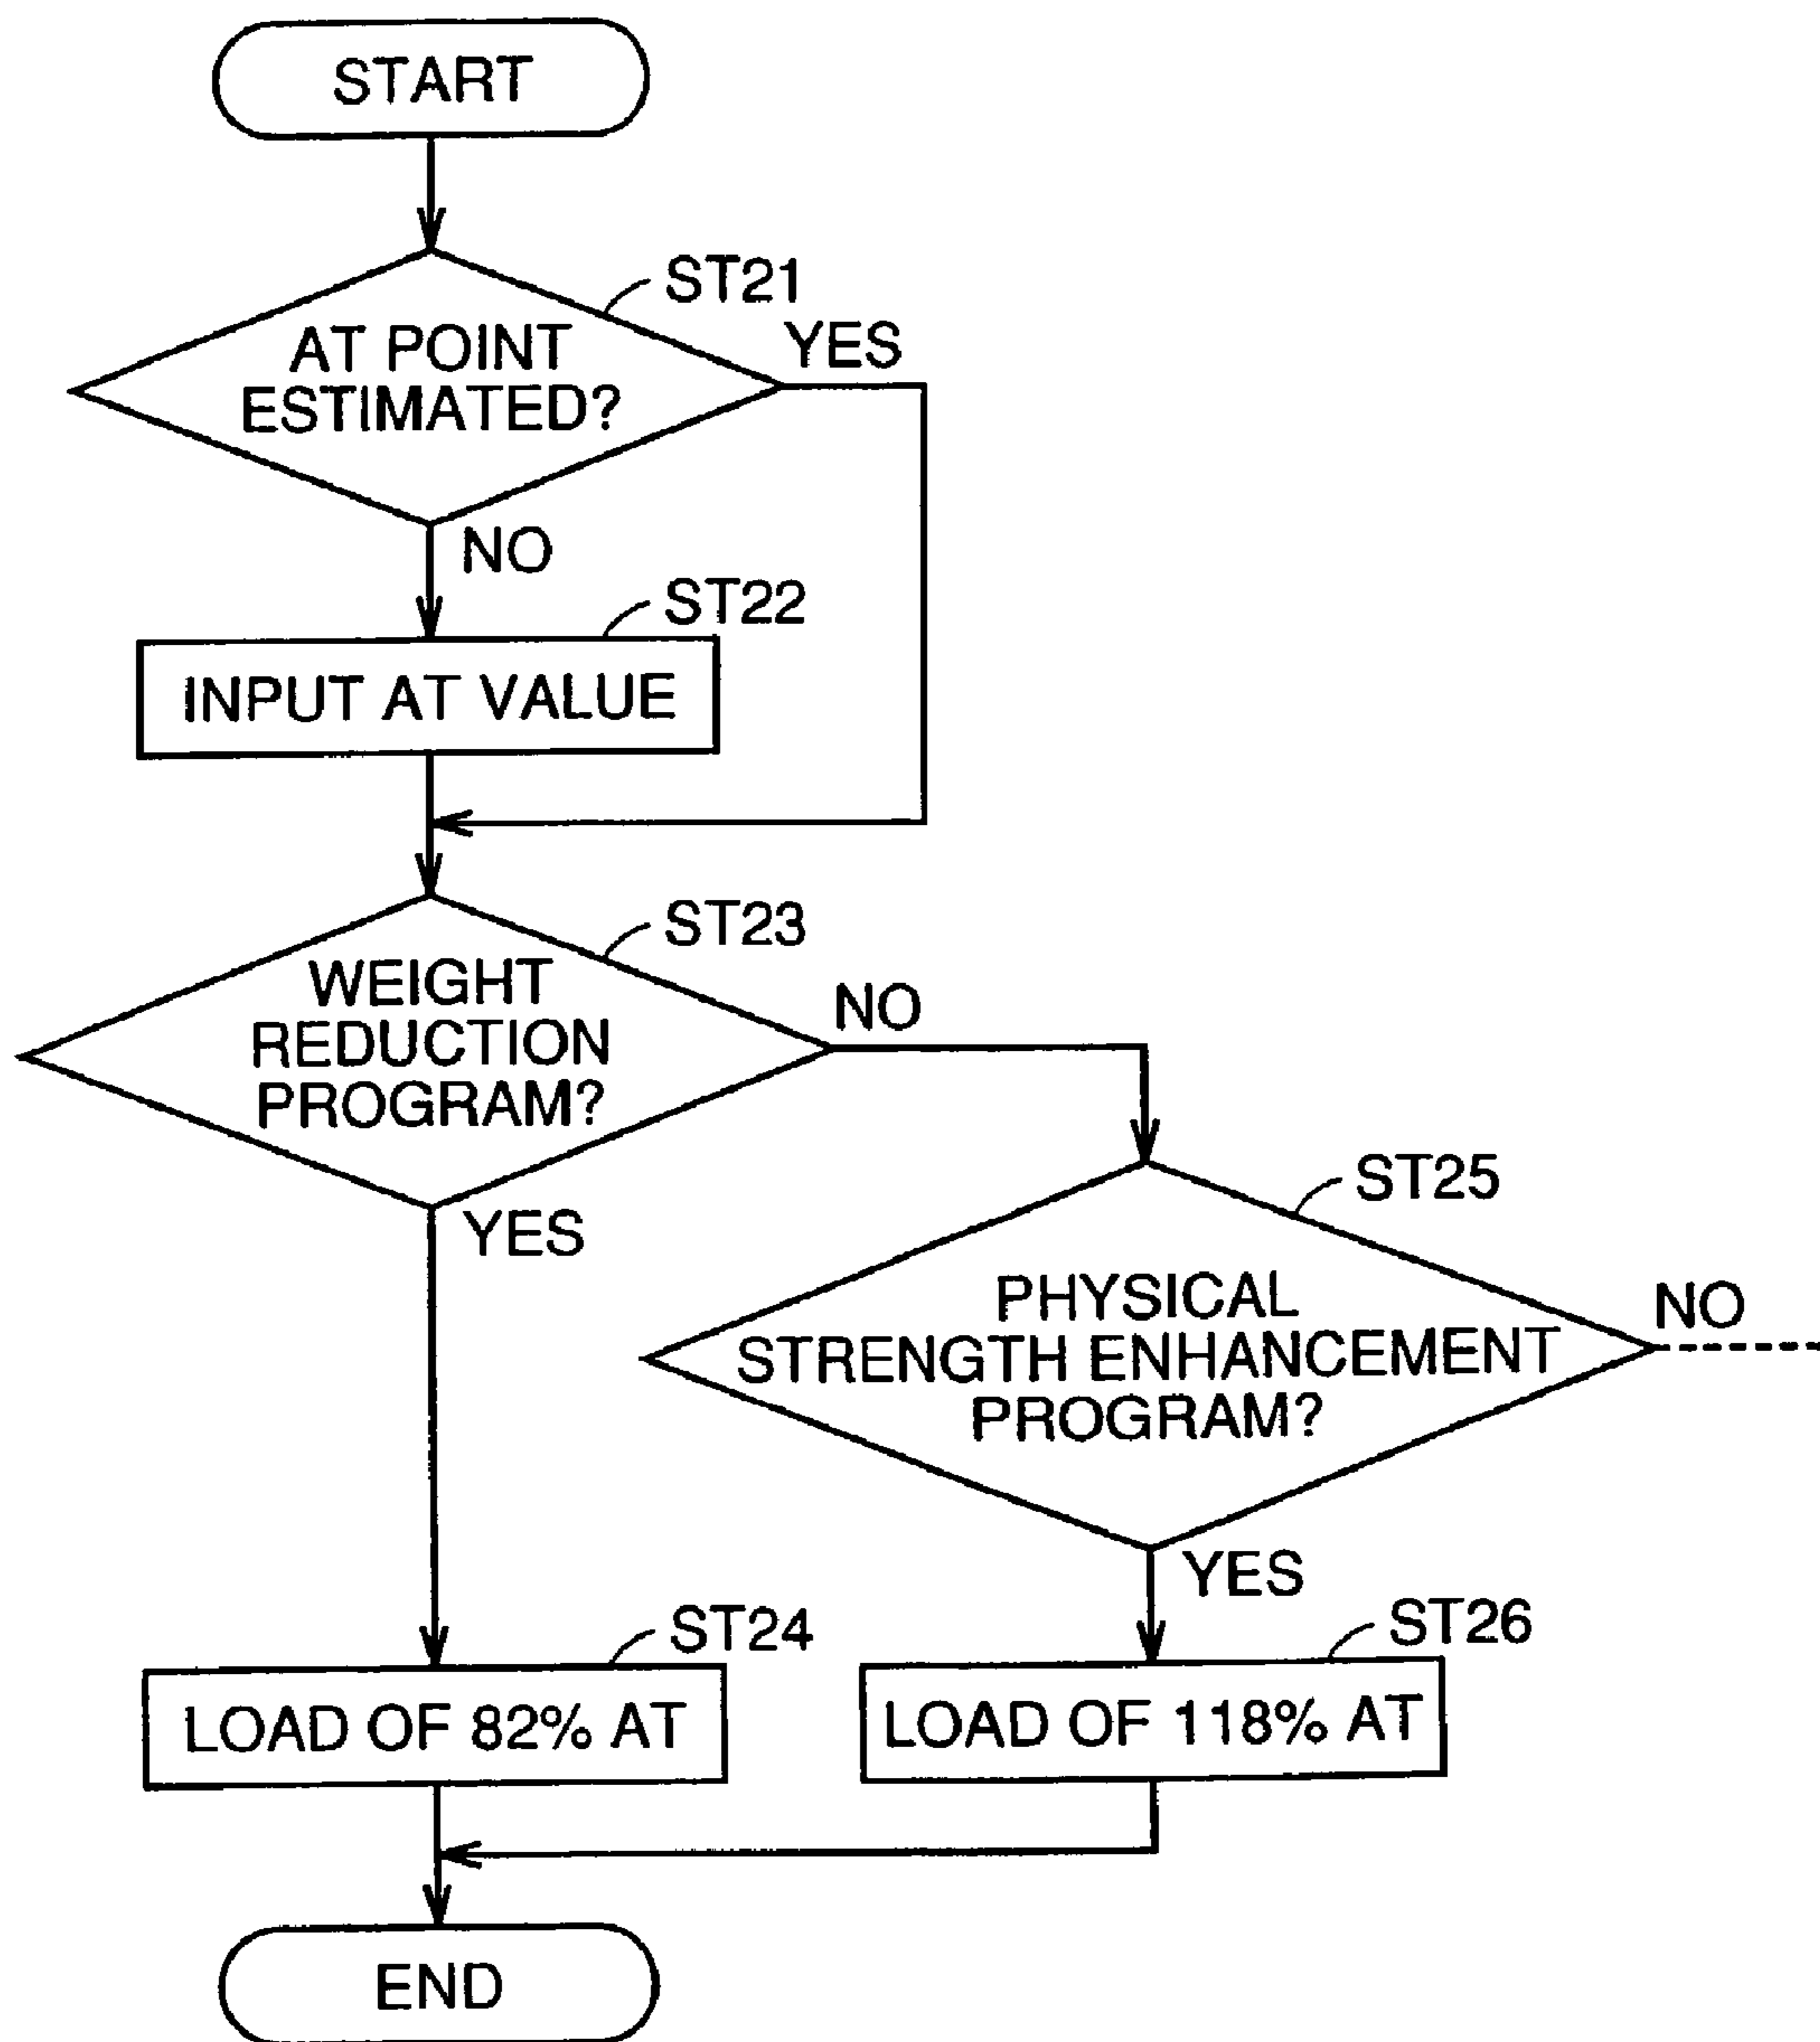 START
ST21
AT POINT
ESTIMATED?
YES
NO
ST22
INPUT AT VALUE
ST23
WEIGHT
REDUCTION
PROGRAM?
NO
YES
ST25
PHYSICAL
STRENGTH ENHANCEMENT
PROGRAM?
NO
YES
ST24
LOAD OF 82% AT
ST26
LOAD OF 118% AT
END